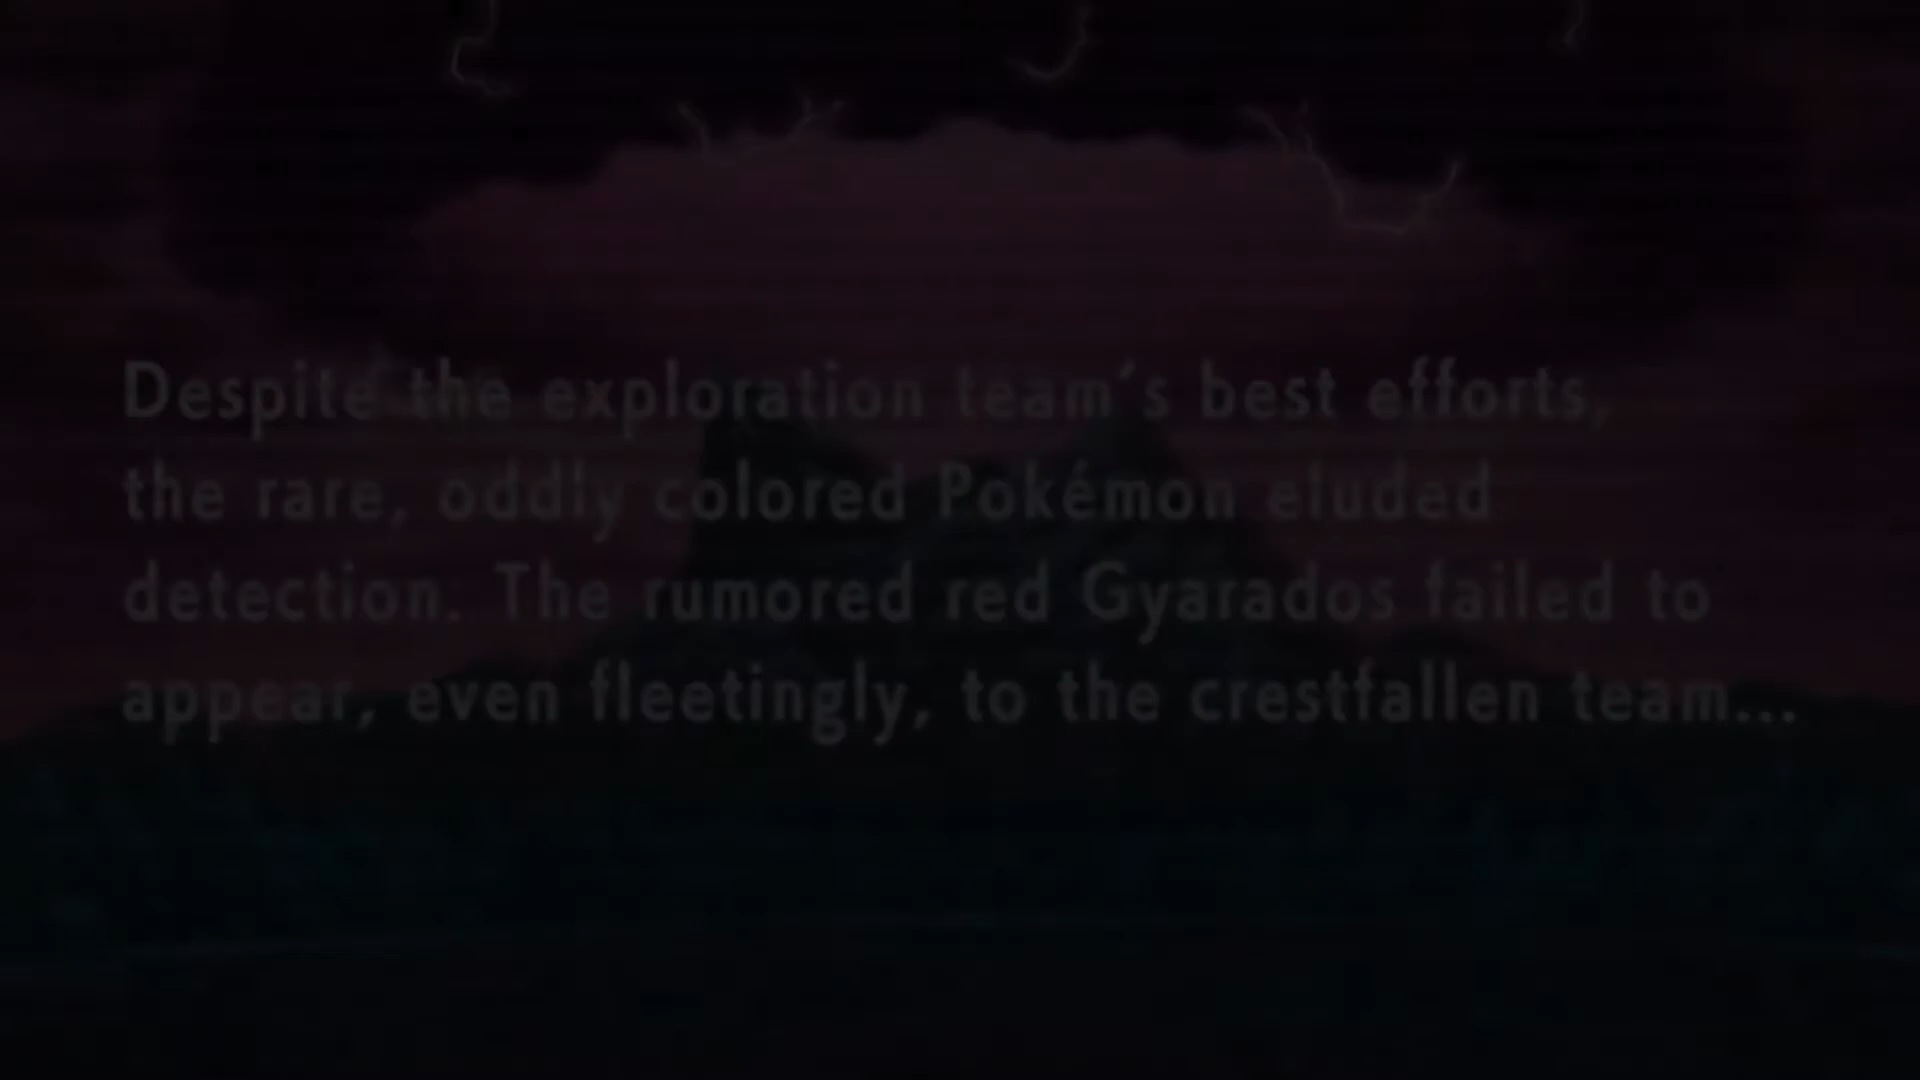 Despite the exploration team's best efforts,
the rare, oddly colored Pokémon eluded
detection. The rumored red Gyarados failed to
appear, even fleetingly, to the crestfallen team...